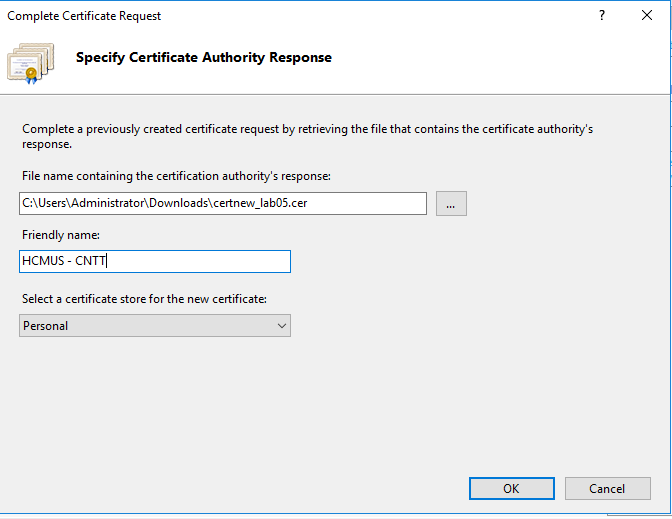 Complete Certificate Request
?
Specify Certificate Authority Response
Complete a previously created certificate request by retrieving the file that contains the certificate authority's
response.
File name containing the certification authority's response:
C:\Users\Administrator\Downloads\certnew_lab05.cer
...
Friendly name:
HCMUS - CNTT
Select a certificate store for the new certificate:
Personal
OK
Cancel